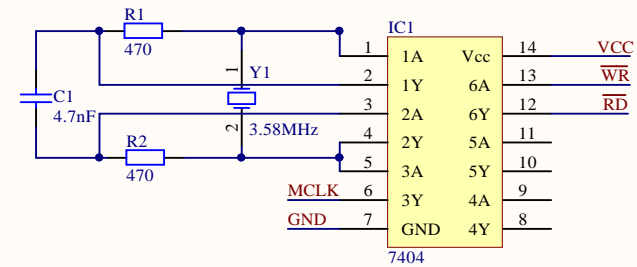 R1
470
C1
4.7nF
1
Y1
2
3.58MHz
R2
470
MCLK
GND
IC1
1 1A Vcc 14 VCC
2 1Y 6A 13 WR
3 2A 6Y 12 RD
4 2Y 5A 11
5 3A 5Y 10
6 3Y 4A 9
7 GND 4Y 8
7404